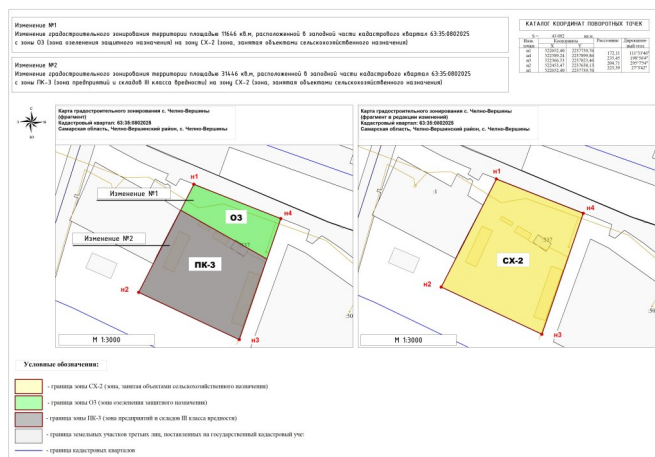 Изменение №1
Изменение градостроительного зонирования территории площадью 11646 кв.м, расположенной в западной части кадастрового квартал 63:35:0802025
с зоны ОЗ (зона озеленения защитного назначения) на зону СХ-2 (зона, занятая объектами сельскохозяйственного назначения)
Изменение №2
Изменение градостроительного зонирования территории площадью 31446 кв.м, расположенной в западной части кадастрового квартал 63:35:0802025
с зоны ПК-3 (зона предприятий и складов III класса вредности) на зону СХ-2 (зона, занятая объектами сельскохозяйственного назначения)
КАТАЛОГ КООРДИНАТ ПОВОРОТНЫХ ТОЧЕК
Координаты
X Y
Карта градостроительного зонирования с. Челно-Вершины
(фрагмент)
Кадастровый квартал: 63:35:0802025
Самарская область, Челно-Вершинский район, с. Челно-Вершины
Изменение №1
Изменение №2
н1
н4
ОЗ
ПК-3
н2
н3
М 1:3000
Карта градостроительного зонирования с. Челно-Вершины
(фрагмент в редакции изменений)
Кадастровый квартал: 63:35:0802025
Самарская область, Челно-Вершинский район, с. Челно-Вершины
н1
:1
н4
СХ-2
н2
н3
М 1:3000
Условные обозначения:
- граница зоны СХ-2 (зона, занятая объектами сельскохозяйственного назначения)
- граница зоны ОЗ (зона озеленения защитного назначения)
- граница зоны ПК-3 (зона предприятий и складов III класса вредности)
- граница земельных участков третьих лиц, поставленных на государственный кадастровый уче
- граница кадастровых кварталов